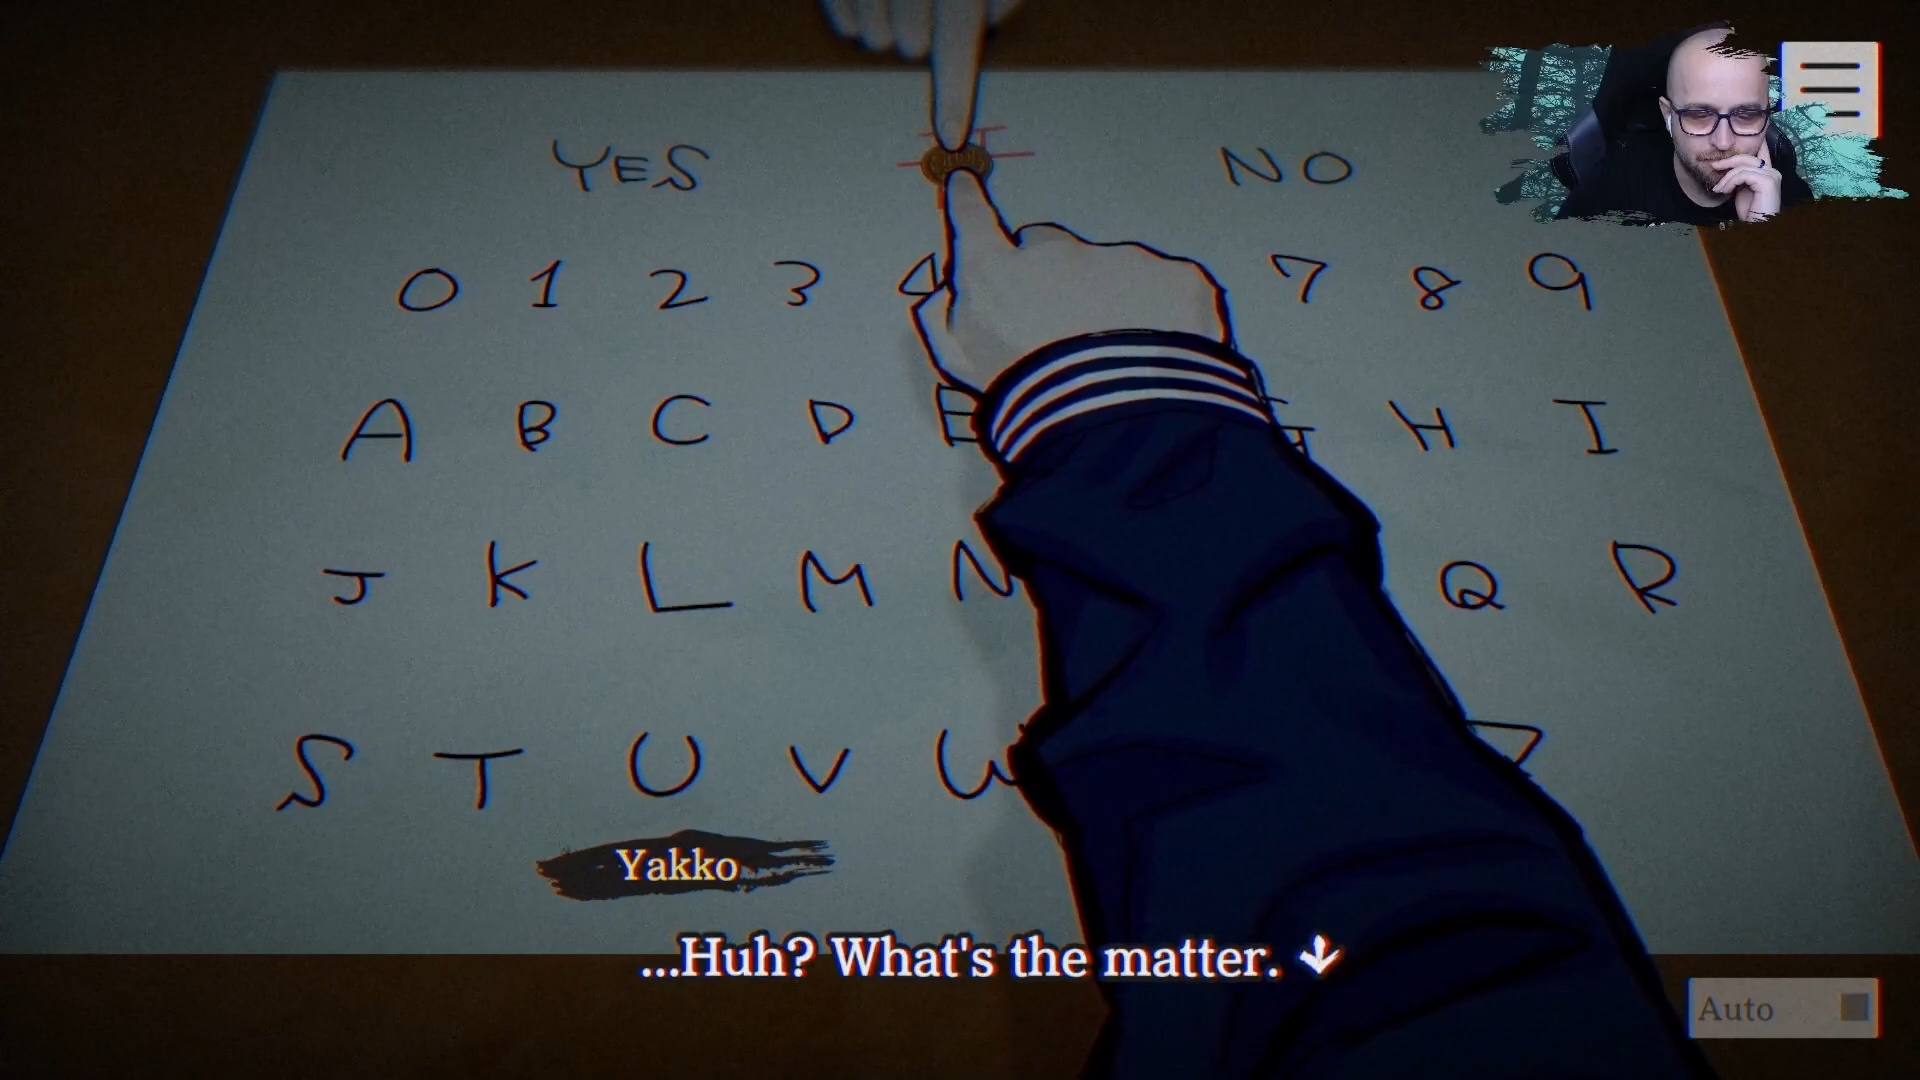 YES NO
0 1 2 3 4 7 8 9
A B C D E G H I
J K L M N Q R
S T U V W Z
Yakko
...Huh? What's the matter.
Auto